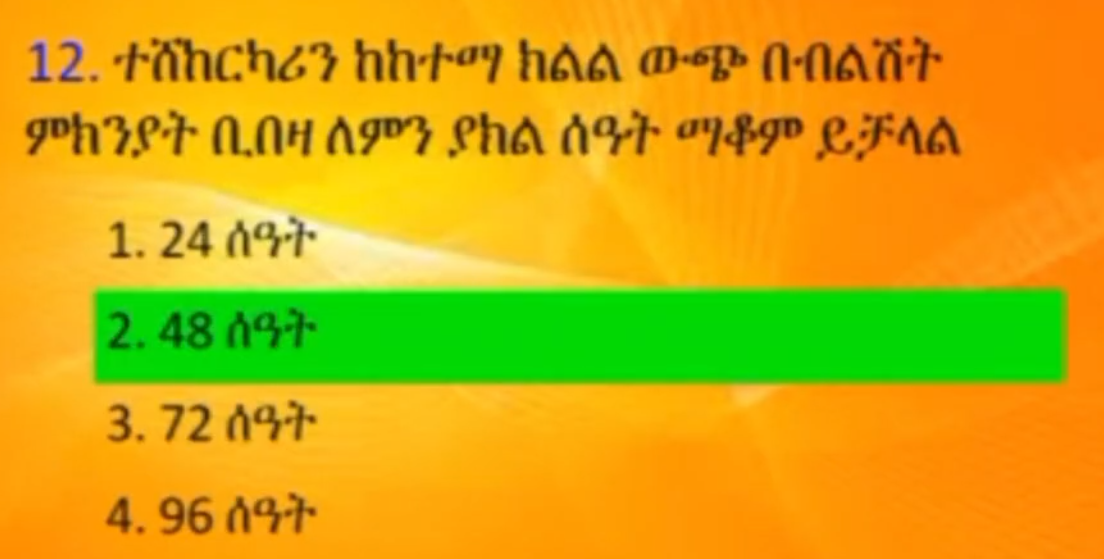 12. ተሽከርካሪን ከከተማ ክልል ውጭ በብልሽት
ምክንያት ቢበዛ ለምን ያክል ሰዓት ማቆም ይቻላል
1. 24 ሰዓት
2. 48 ሰዓት
3. 72 ሰዓት
4. 96 ሰዓት